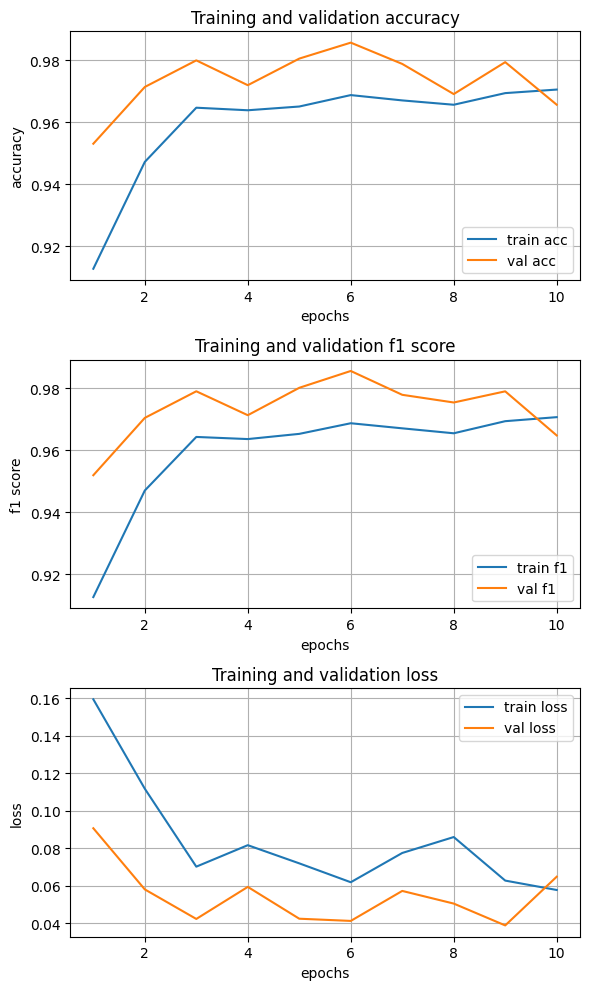 Training and validation accuracy
0.98
0.96
0.94
0.92
accuracy
train acc
val acc
2 4 6 8 10
epochs
Training and validation f1 score
0.98
0.96
0.94
0.92
f1 score
train f1
val f1
2 4 6 8 10
epochs
Training and validation loss
0.16
0.14
0.12
0.10
0.08
0.06
0.04
loss
train loss
val loss
2 4 6 8 10
epochs